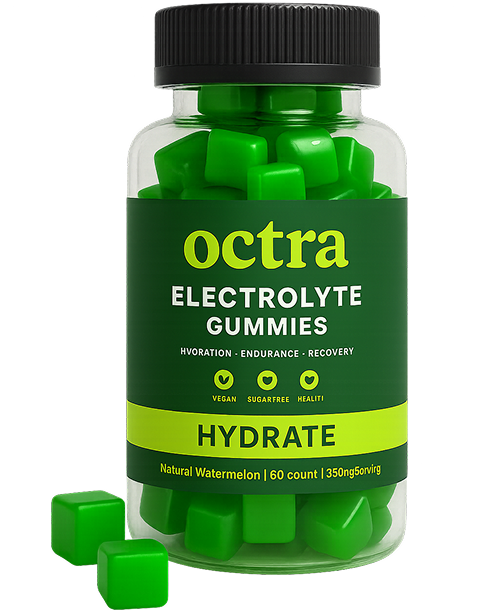 octra
ELECTROLYTE
GUMMIES
HVORATION - ENDURANCE - RECOVERY
VEGAN SUGARFREE HEALITI
HYDRATE
Natural Watermelon | 60 count | 350ng5orvirg